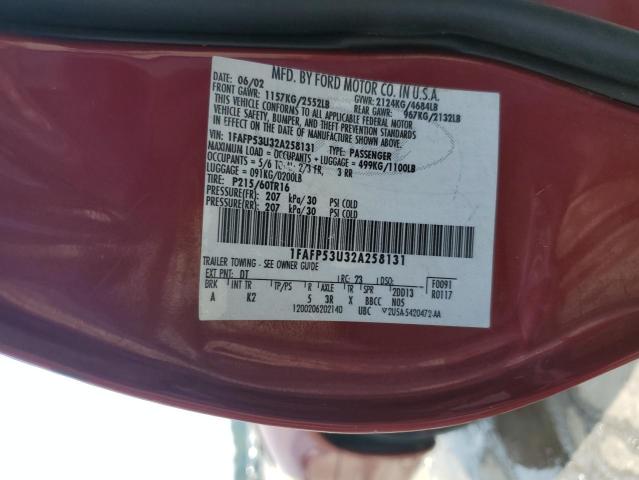 MFD. BY FORD MOTOR CO. IN U.S.A.
DATE: 06/02 GVWR: 2124KG/4684LB
FRONT GAWR: 1157KG/2552LB REAR GAWR: 967KG/2132LB
THIS VEHICLE CONFORMS TO ALL APPLICABLE FEDERAL MOTOR
VEHICLE SAFETY, BUMPER, AND THEFT PREVENTION STANDARDS
IN EFFECT ON THE DATE OF MANUFACTURE SHOWN ABOVE.
VIN: 1FAFP53U32A258131 TYPE: PASSENGER
MAXIMUM LOAD = OCCUPANTS + LUGGAGE = 499KG/1100LB
OCCUPANTS = 5/6 2/3 FR, 3 RR
LUGGAGE = 091KG/0200LB
TIRE: P215/60TR16
PRESSURE(FR): 207 kPa/30 PSI COLD
PRESSURE(RR): 207 kPa/30 PSI COLD
1FAFP53U32A258131
TRAILER TOWING - SEE OWNER GUIDE
EXT PNT: DT RC: 23 DSO: F0091
BRK INT TR TP/PS R AXLE TR SPR 2DD13 R0117
A K2 5 3R X BBCC N05
1200206202140 UBC 2U5A-5420472-AA